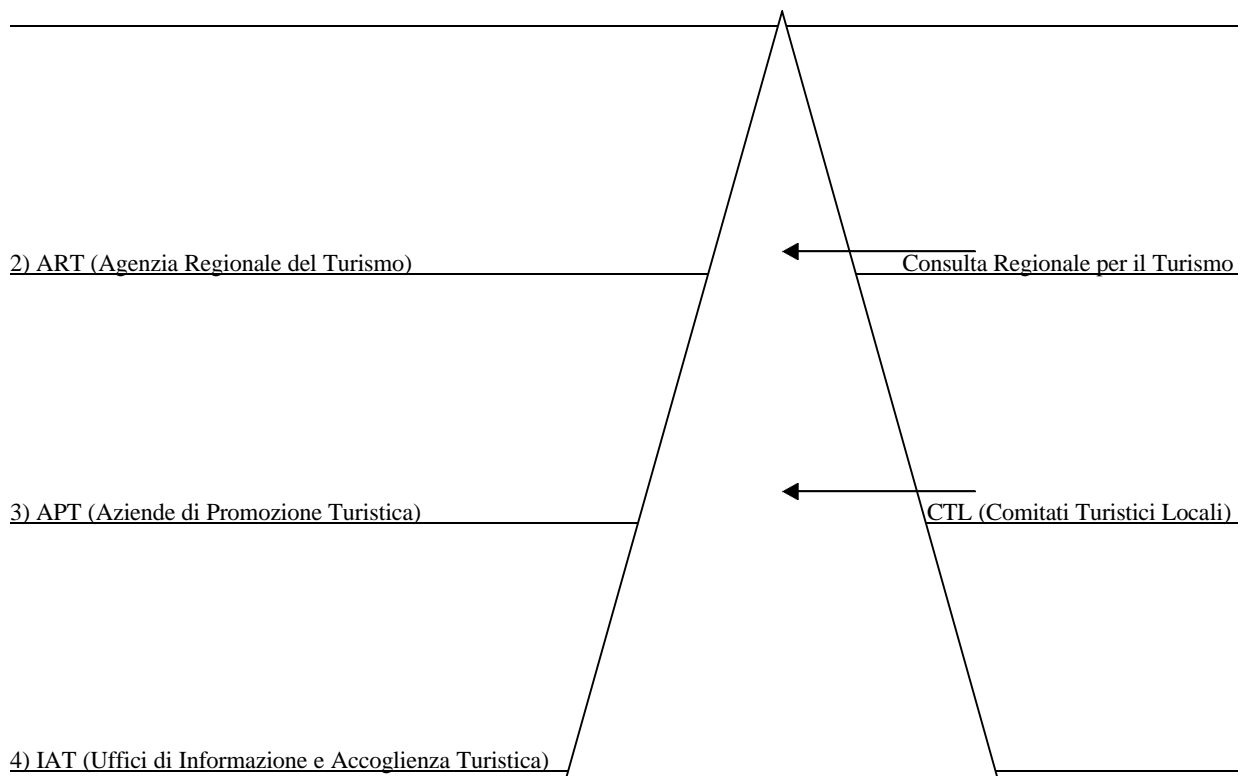 2) ART (Agenzia Regionale del Turismo)
Consulta Regionale per il Turismo
3) APT (Aziende di Promozione Turistica)
CTL (Comitati Turistici Locali)
4) IAT (Uffici di Informazione e Accoglienza Turistica)